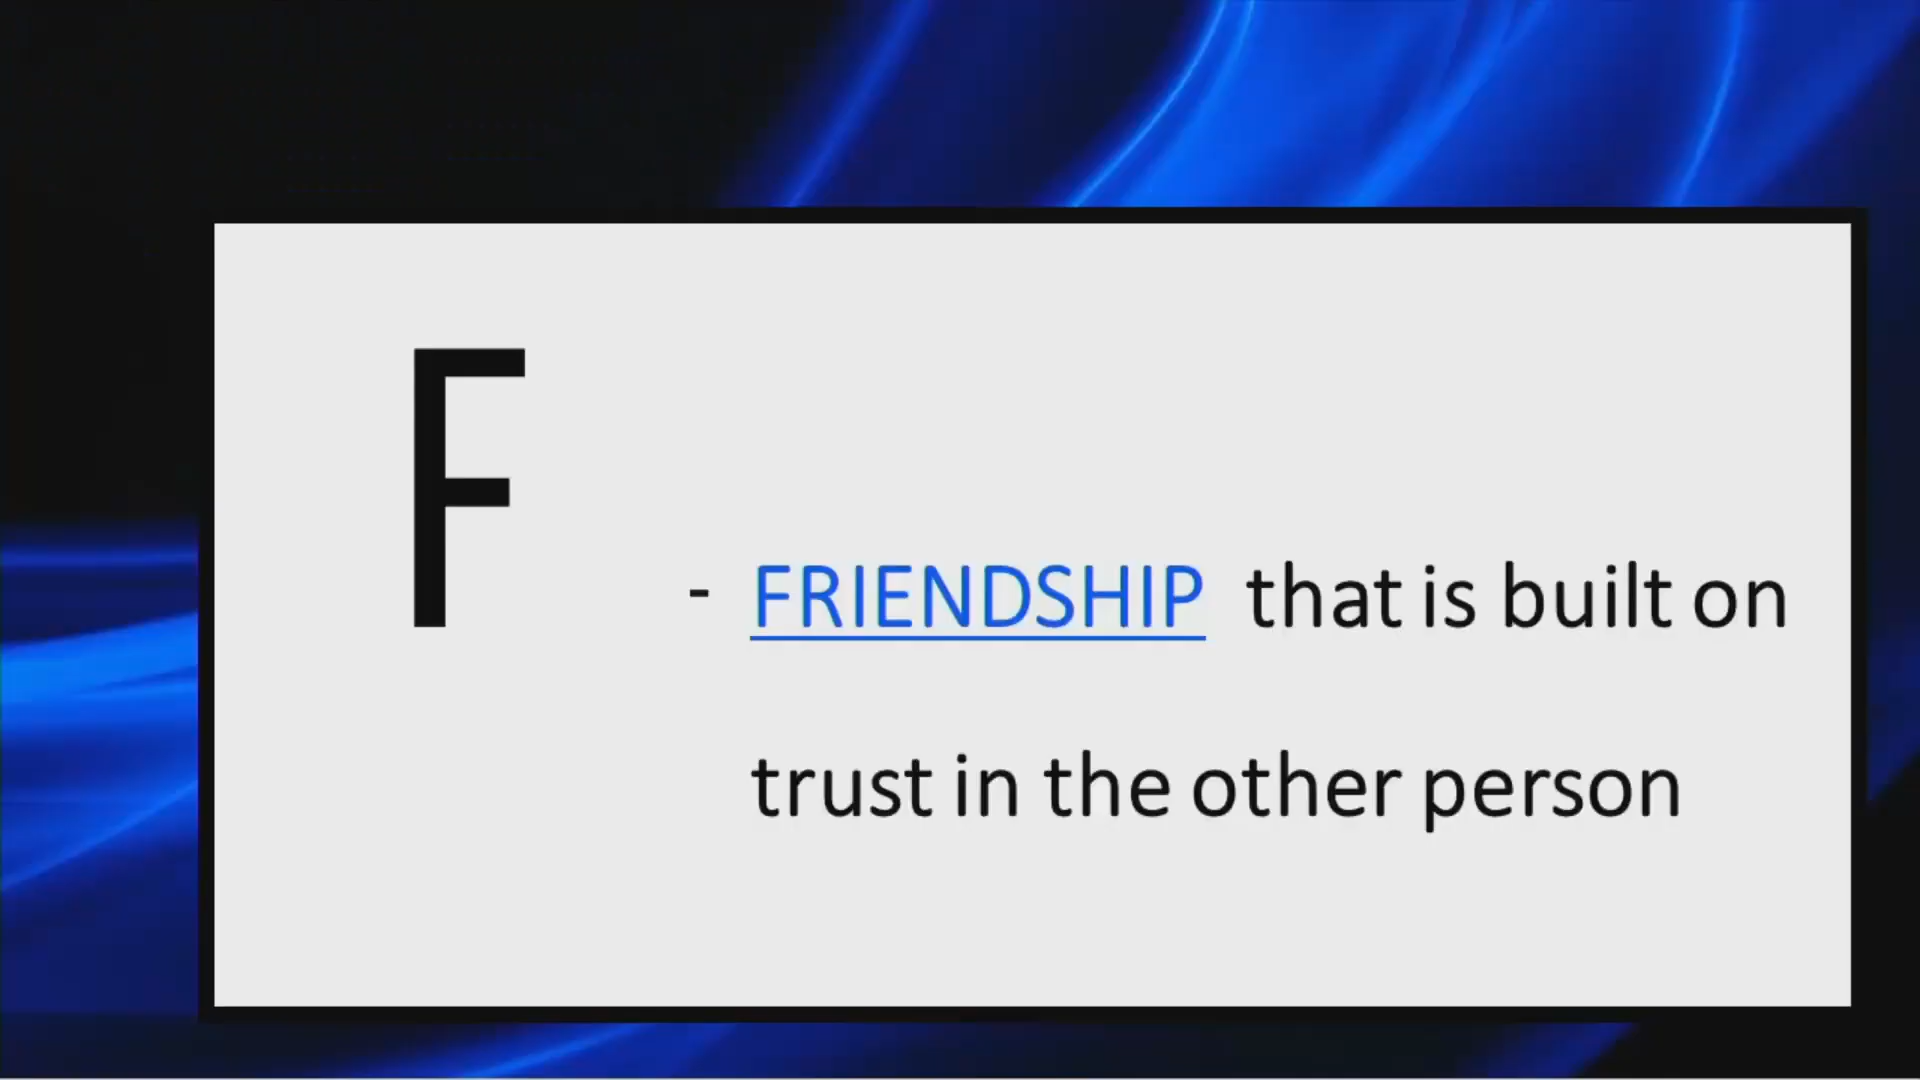 F
- FRIENDSHIP that is built on
trust in the other person